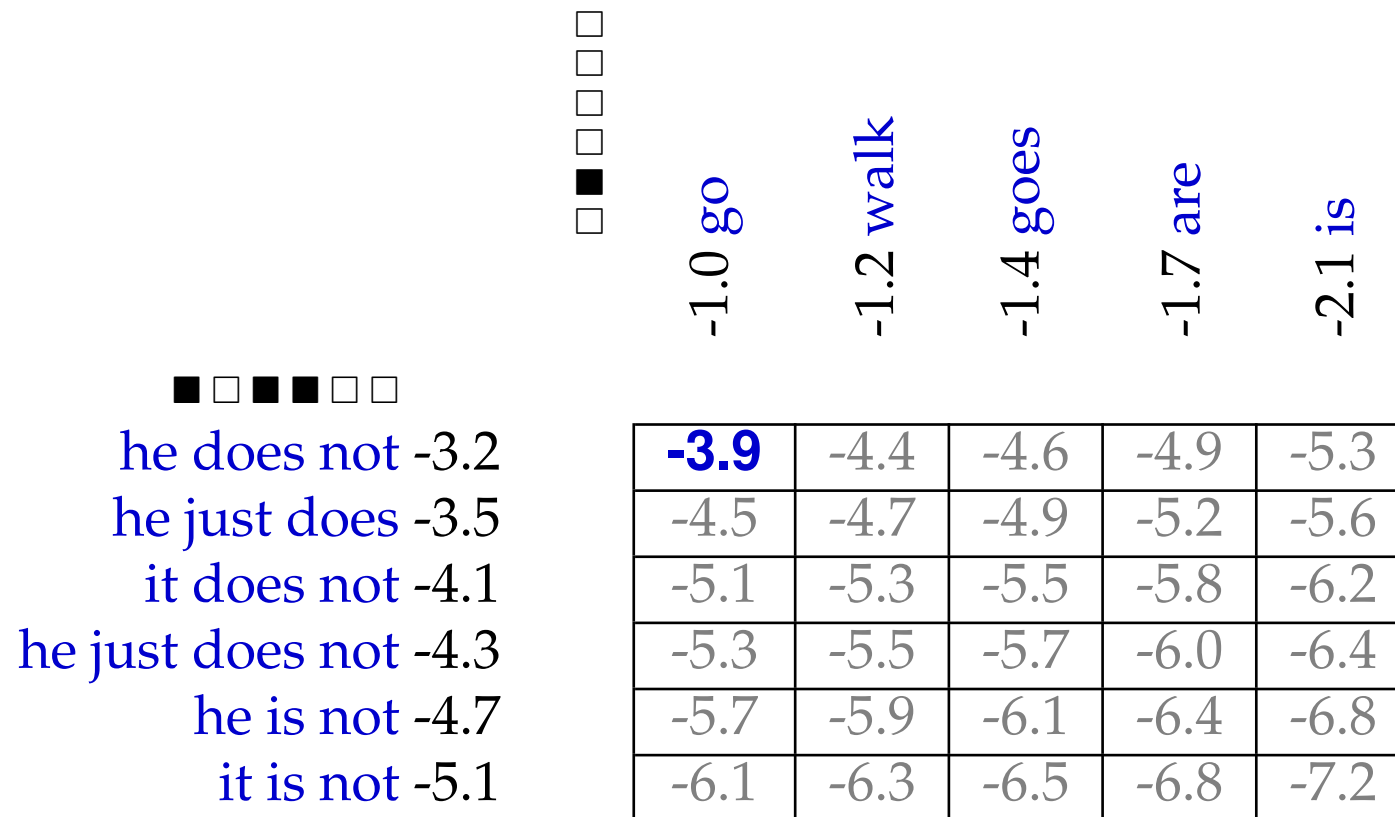 -1.0 go
-1.2 walk
-1.4 goes
-1.7 are
-2.1 is
he does not -3.2 -3.9 -4.4 -4.6 -4.9 -5.3
he just does -3.5 -4.5 -4.7 -4.9 -5.2 -5.6
it does not -4.1 -5.1 -5.3 -5.5 -5.8 -6.2
he just does not -4.3 -5.3 -5.5 -5.7 -6.0 -6.4
he is not -4.7 -5.7 -5.9 -6.1 -6.4 -6.8
it is not -5.1 -6.1 -6.3 -6.5 -6.8 -7.2